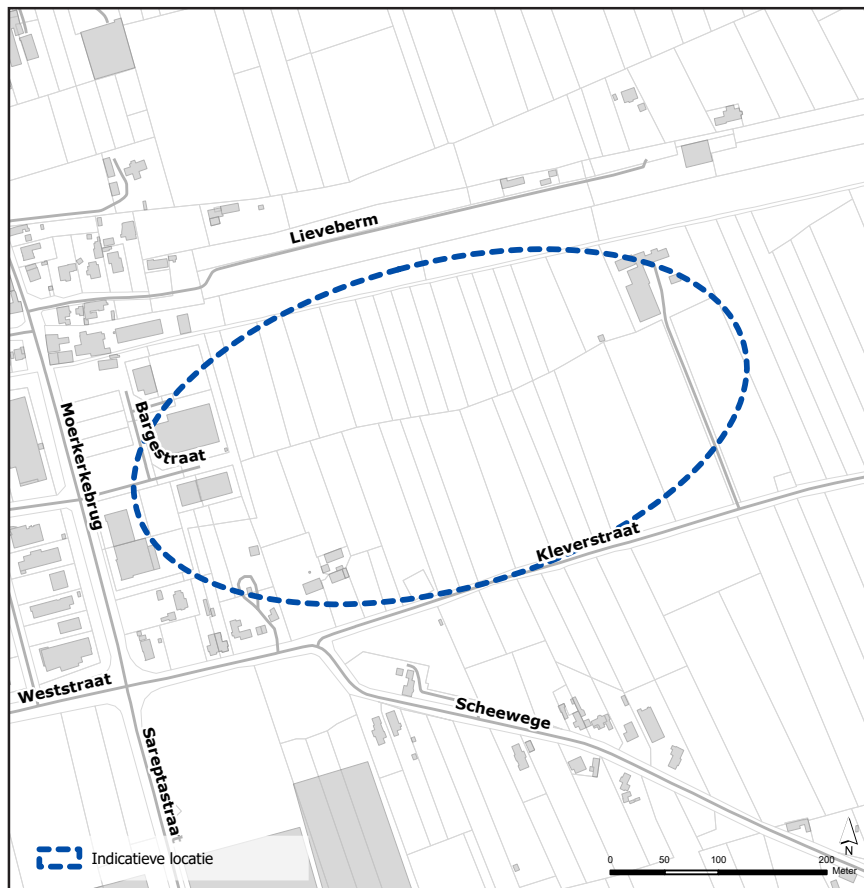 Lieveberm
Moerkerkebrug
Bargestraat
Kleverstraat
Weststraat
Scheewege
Sareptastraat
Indicatieve locatie
N
0 50 100 200
Meter